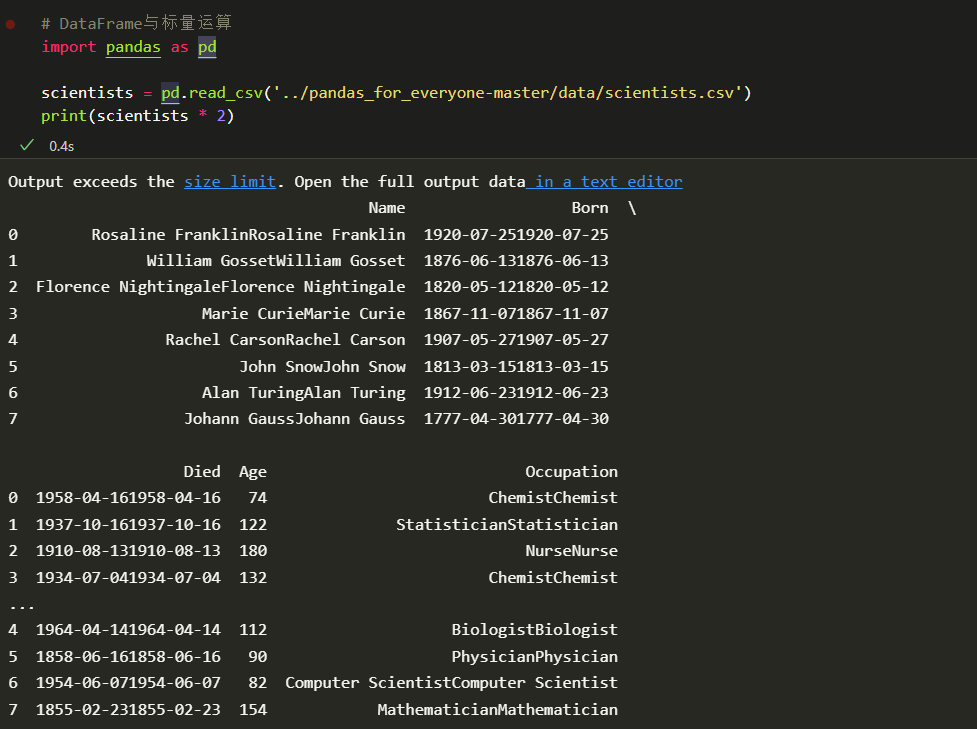 # DataFrame与标量运算
import pandas as pd
scientists = pd.read_csv('../pandas_for_everyone-master/data/scientists.csv')
print(scientists * 2)
0.4s
Output exceeds the size limit. Open the full output data in a text editor
Name Born \
0 Rosaline FranklinRosaline Franklin 1920-07-251920-07-25
1 William GossetWilliam Gosset 1876-06-131876-06-13
2 Florence NightingaleFlorence Nightingale 1820-05-121820-05-12
3 Marie CurieMarie Curie 1867-11-071867-11-07
4 Rachel CarsonRachel Carson 1907-05-271907-05-27
5 John SnowJohn Snow 1813-03-151813-03-15
6 Alan TuringAlan Turing 1912-06-231912-06-23
7 Johann GaussJohann Gauss 1777-04-301777-04-30
Died Age Occupation
0 1958-04-161958-04-16 74 ChemistChemist
1 1937-10-161937-10-16 122 StatisticianStatistician
2 1910-08-131910-08-13 180 NurseNurse
3 1934-07-041934-07-04 132 ChemistChemist
...
4 1964-04-141964-04-14 112 BiologistBiologist
5 1858-06-161858-06-16 90 PhysicianPhysician
6 1954-06-071954-06-07 82 Computer ScientistComputer Scientist
7 1855-02-231855-02-23 154 MathematicianMathematician